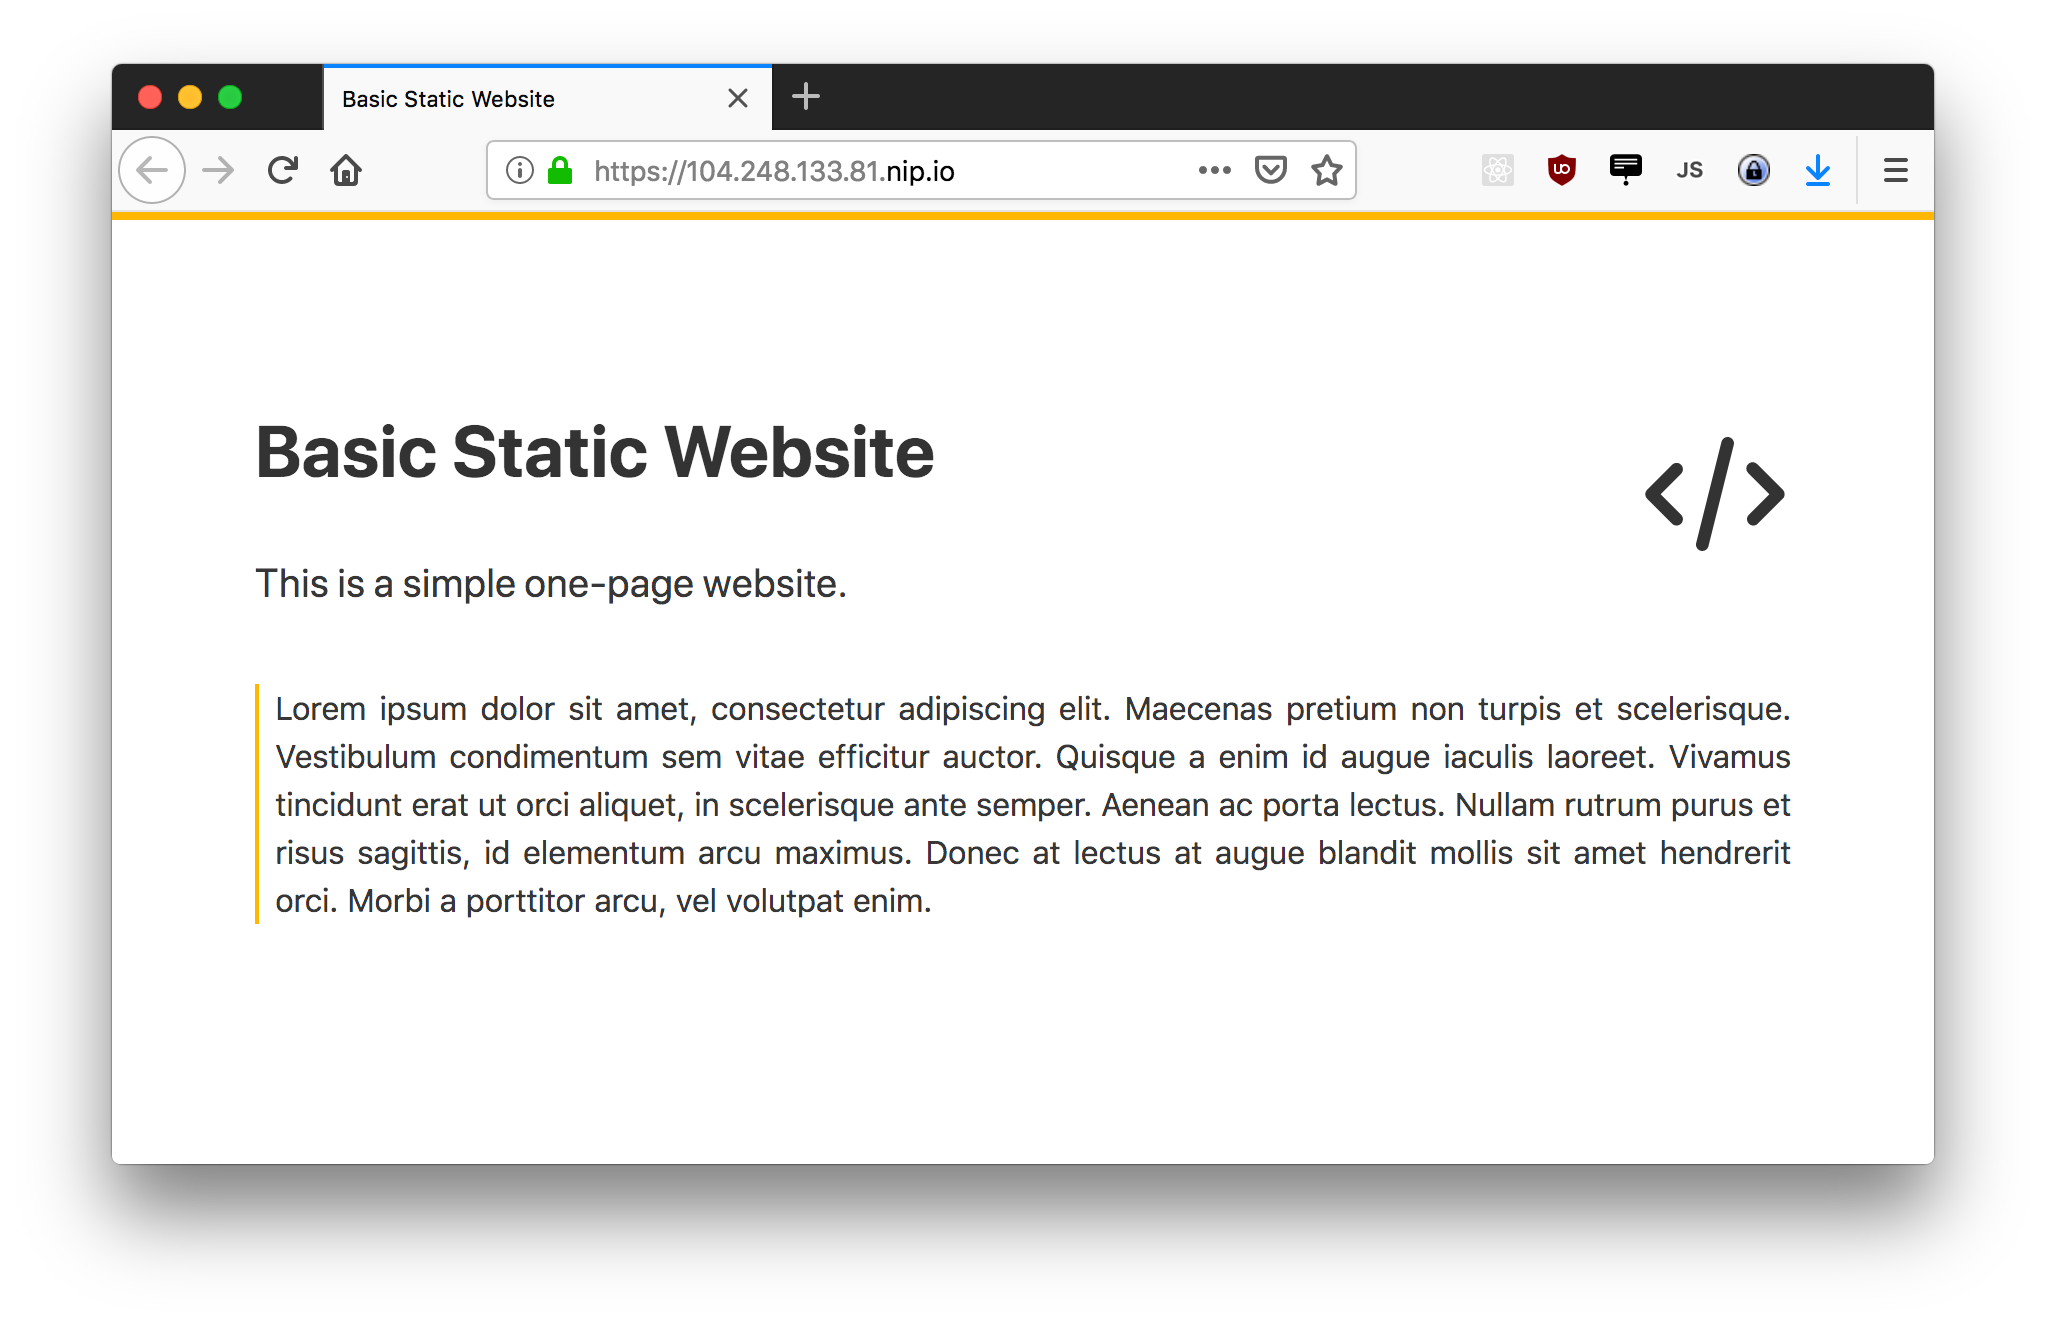 Basic Static Website
https://104.248.133.81.nip.io
JS
Basic Static Website
</>
This is a simple one-page website.
Lorem ipsum dolor sit amet, consectetur adipiscing elit. Maecenas pretium non turpis et scelerisque.
Vestibulum condimentum sem vitae efficitur auctor. Quisque a enim id augue iaculis laoreet. Vivamus
tincidunt erat ut orci aliquet, in scelerisque ante semper. Aenean ac porta lectus. Nullam rutrum purus et
risus sagittis, id elementum arcu maximus. Donec at lectus at augue blandit mollis sit amet hendrerit
orci. Morbi a porttitor arcu, vel volutpat enim.